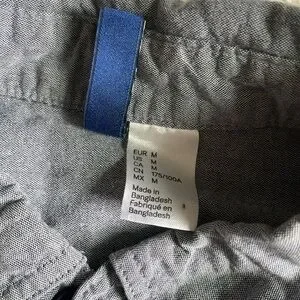 EUR M
US M
CA M
CN 175/100A
MX M
Made in
Bangladesh
Fabriqué en
Bangladesh